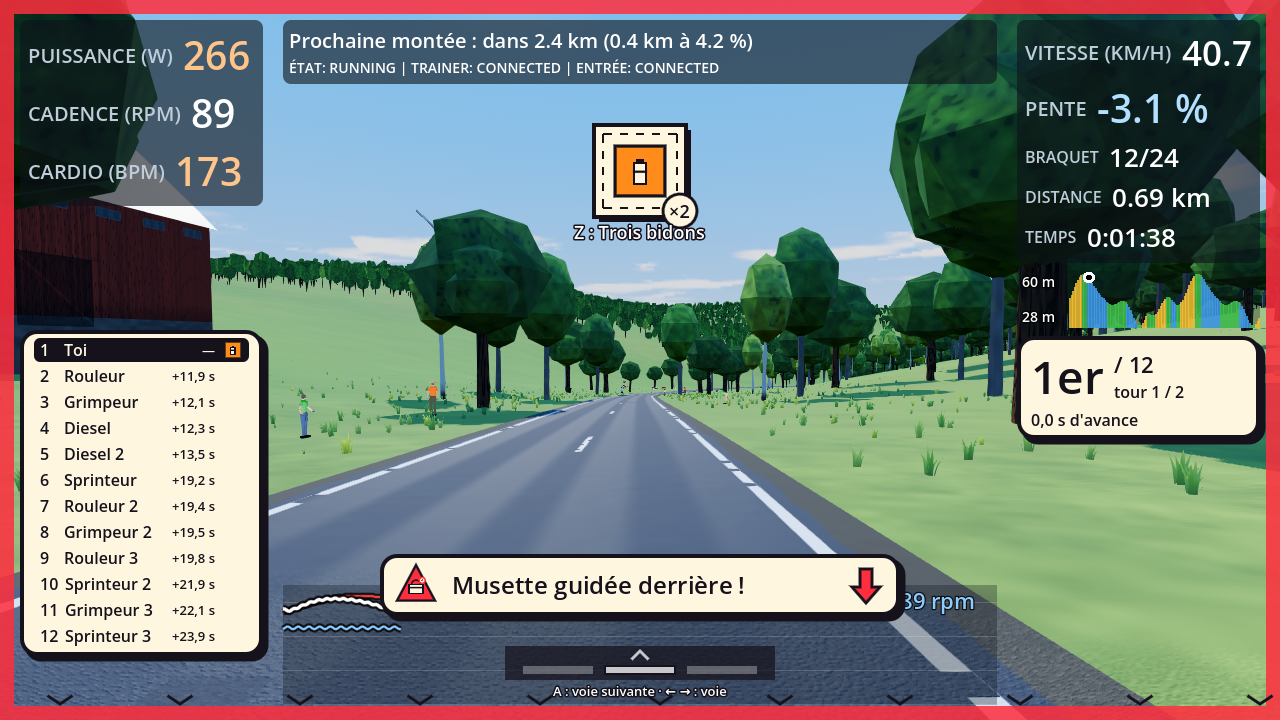 PUISSANCE (W) 266
CADENCE (RPM) 89
CARDIO (BPM) 173
Prochaine montée : dans 2.4 km (0.4 km à 4.2 %)
ÉTAT: RUNNING | TRAINER: CONNECTED | ENTRÉE: CONNECTED
VITESSE (KM/H) 40.7
PENTE -3.1 %
BRAQUET 12/24
DISTANCE 0.69 km
TEMPS 0:01:38
60 m
28 m
×2
Z : Trois bidons
1 Toi —
2 Rouleur +11,9 s
3 Grimpeur +12,1 s
4 Diesel +12,3 s
5 Diesel 2 +13,5 s
6 Sprinteur +19,2 s
7 Rouleur 2 +19,4 s
8 Grimpeur 2 +19,5 s
9 Rouleur 3 +19,8 s
10 Sprinteur 2 +21,9 s
11 Grimpeur 3 +22,1 s
12 Sprinteur 3 +23,9 s
1er / 12
tour 1 / 2
0,0 s d'avance
Musette guidée derrière !
89 rpm
A : voie suivante · ← → : voie